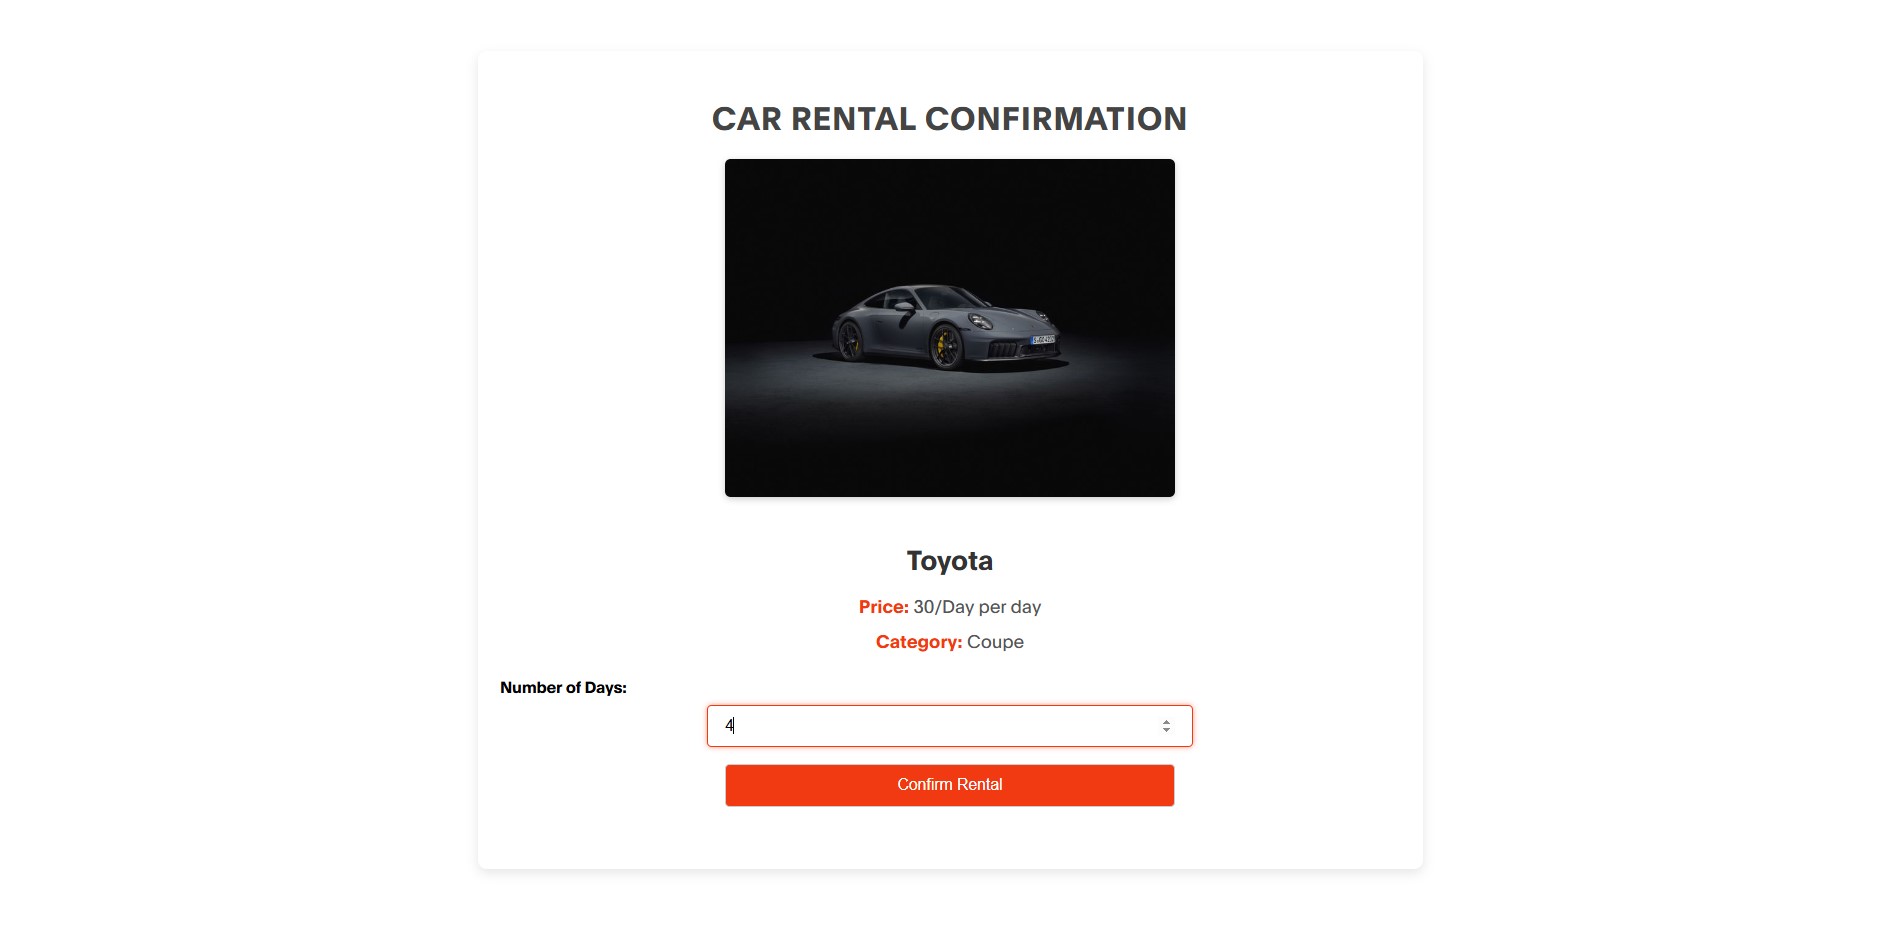 CAR RENTAL CONFIRMATION
Toyota
Price: 30/Day per day
Category: Coupe
Number of Days:
4
Confirm Rental